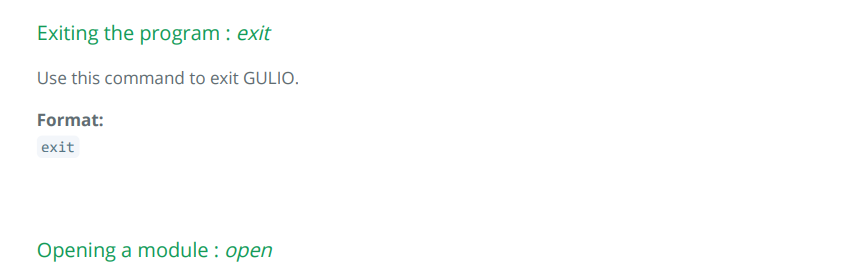 Exiting the program : exit
Use this command to exit GULIO.
Format:
exit
Opening a module : open